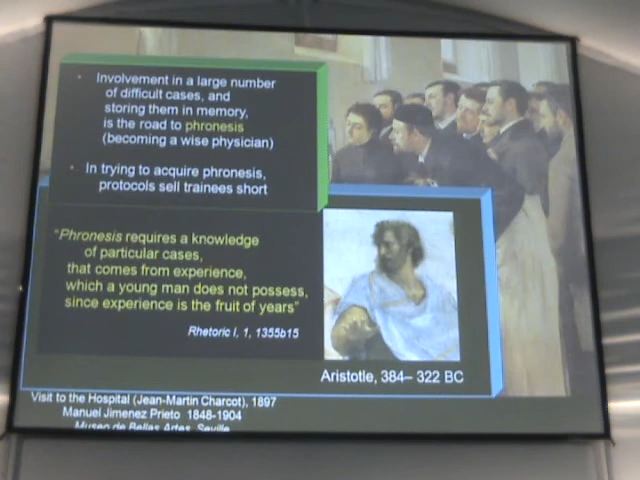 • Involvement in a large number
of difficult cases, and
storing them in memory,
is the road to phronesis
(becoming a wise physician)
• In trying to acquire phronesis,
protocols sell trainees short
"Phronesis requires a knowledge
of particular cases,
that comes from experience,
which a young man does not possess,
since experience is the fruit of years"
Rhetoric I, 1, 1355b15
Aristotle, 384– 322 BC
Visit to the Hospital (Jean-Martin Charcot), 1897
Manuel Jimenez Prieto 1848-1904
Museo de Bellas Artes, Seville